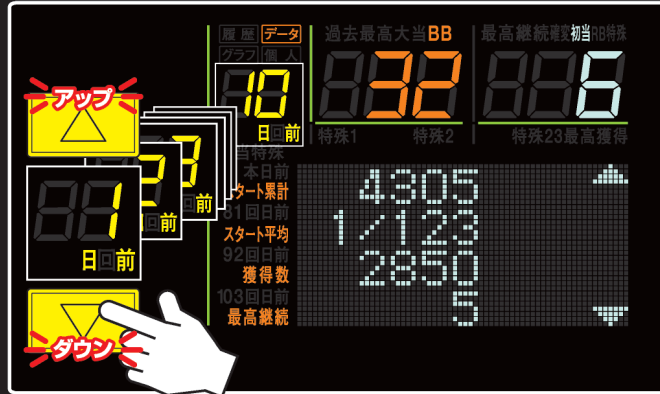 履歴 データ
グラフ 個人
過去最高大当BB
最高継続確変初当RB特殊
10
日回前
32
6
特殊1 特殊2
特殊23最高獲得
アップ
1
日回前
2
回前
3
前
ダウン
当特殊
本日前
タート累計
4305
31回日前
スタート平均
1/123
92回日前
獲得数
2850
103回日前
最高継続
5